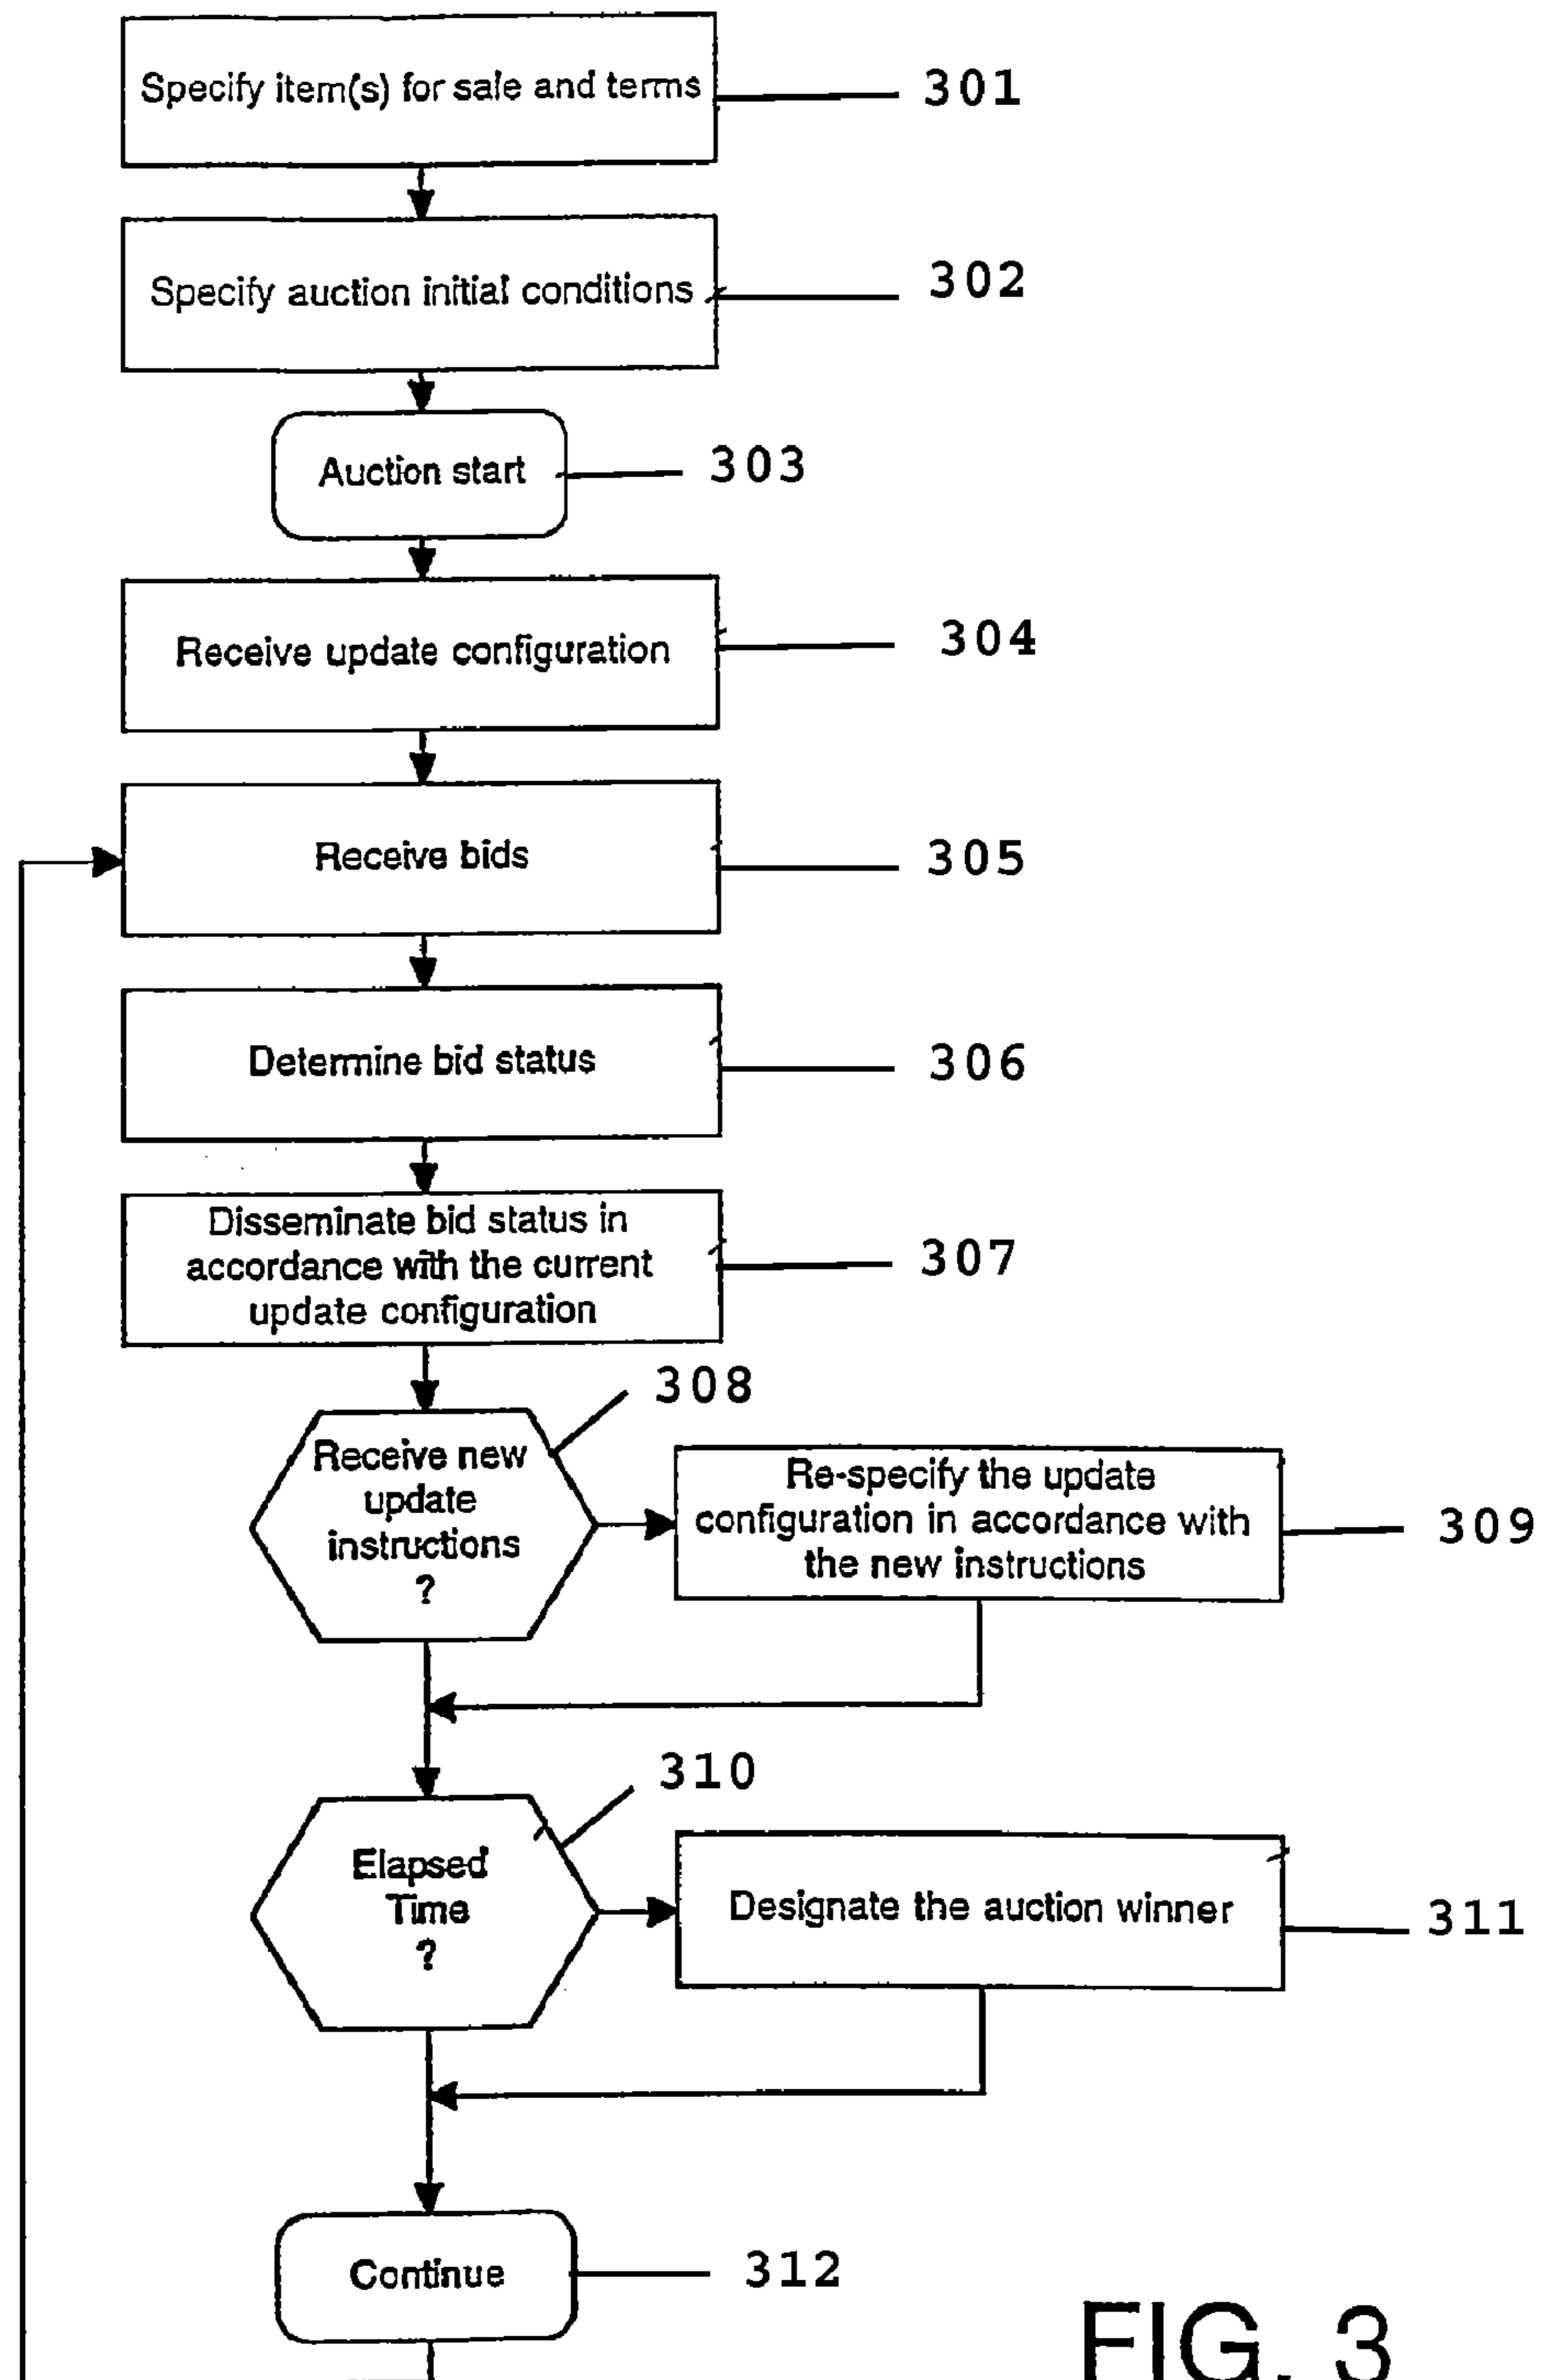 Specify item(s) for sale and terms
301
Specify auction initial conditions
302
Auction start
303
Receive update configuration
304
Receive bids
305
Determine bid status
306
Disseminate bid status in
accordance with the current
update configuration
307
308
Receive new
update
instructions
?
Re-specify the update
configuration in accordance with
the new instructions
309
310
Elapsed
Time
?
Designate the auction winner
311
Continue
312
FIG. 3